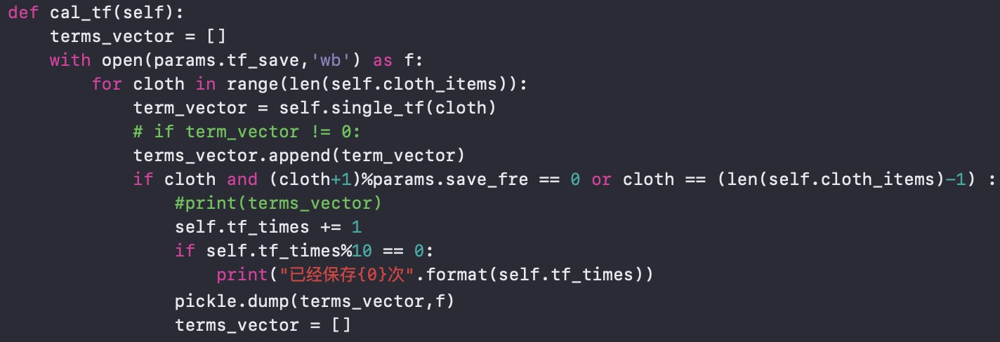 def cal_tf(self):
    terms_vector = []
    with open(params.tf_save,'wb') as f:
        for cloth in range(len(self.cloth_items)):
            term_vector = self.single_tf(cloth)
            # if term_vector != 0:
            terms_vector.append(term_vector)
            if cloth and (cloth+1)%params.save_fre == 0 or cloth == (len(self.cloth_items)-1) :
                #print(terms_vector)
                self.tf_times += 1
                if self.tf_times%10 == 0:
                    print("已经保存{0}次".format(self.tf_times))
                pickle.dump(terms_vector,f)
                terms_vector = []